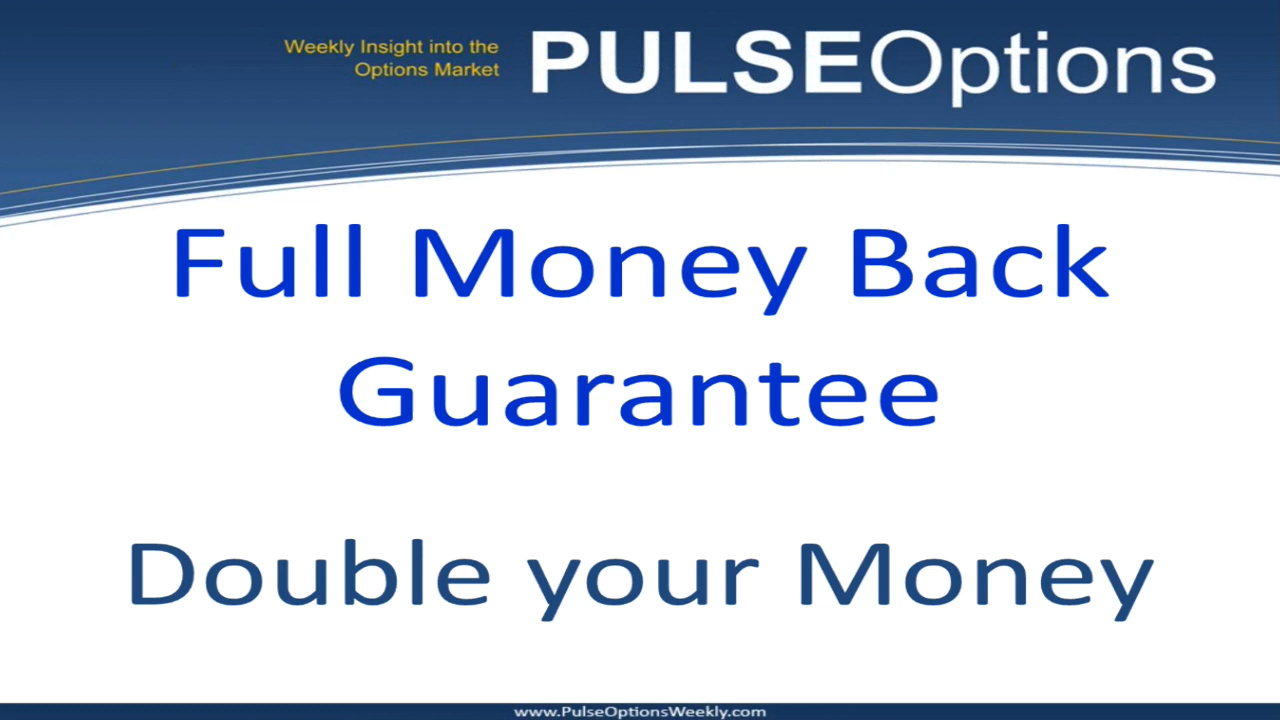 Weekly Insight into the
Options Market
PULSEOptions
Full Money Back
Guarantee
Double your Money
www.PulseOptionsWeekly.com